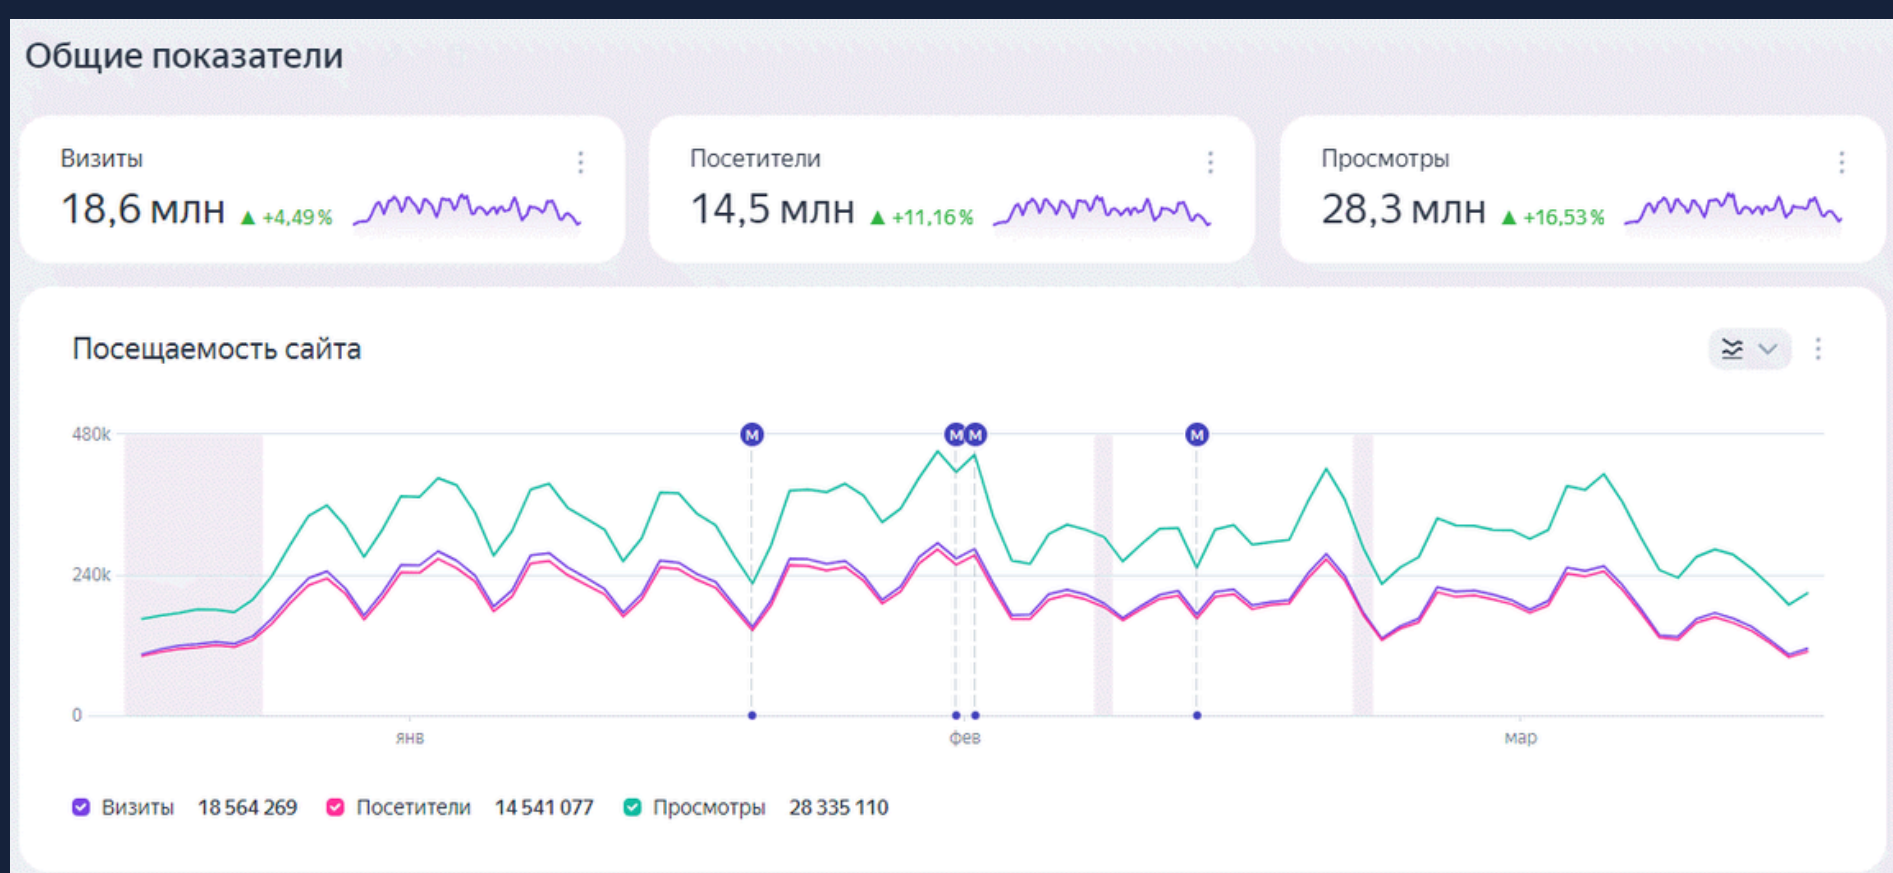 Общие показатели
Визиты
18,6 млн ▲ +4,49 %
Посетители
14,5 млн ▲ +11,16 %
Просмотры
28,3 млн ▲ +16,53 %
Посещаемость сайта
480k
М М М М
240k
0
янв фев мар
Визиты 18 564 269 Посетители 14 541 077 Просмотры 28 335 110